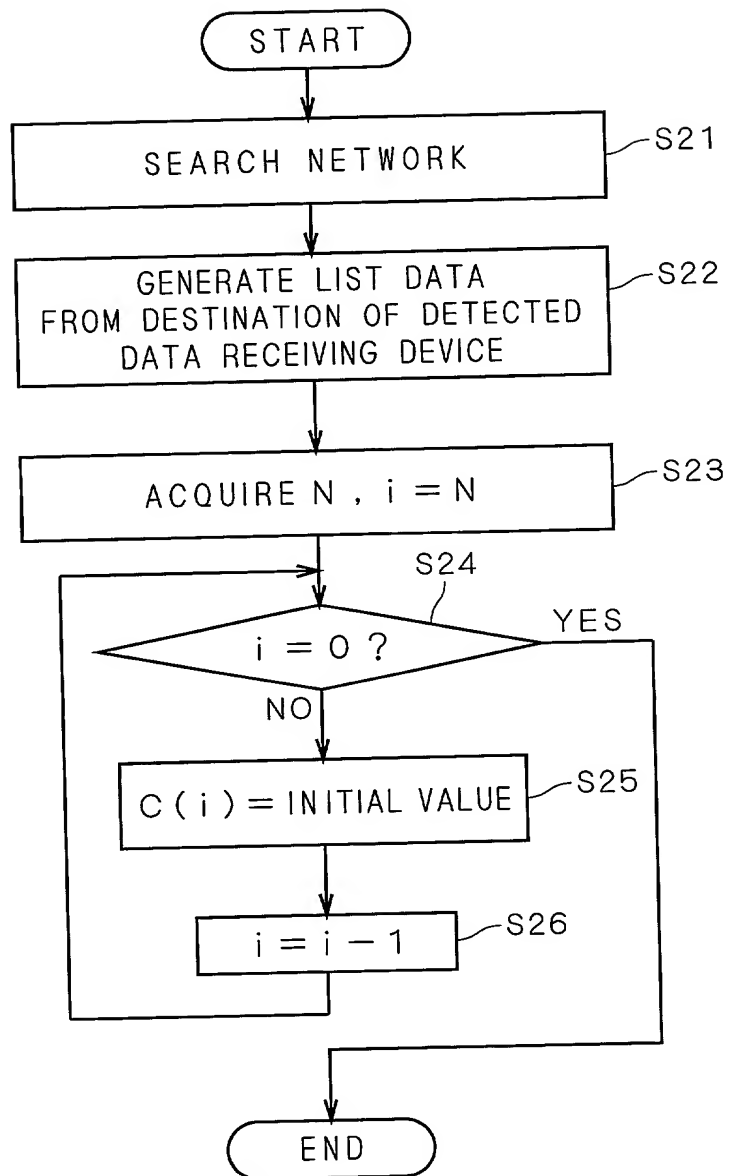 START
SEARCH NETWORK
S21
GENERATE LIST DATA
FROM DESTINATION OF DETECTED
DATA RECEIVING DEVICE
S22
ACQUIRE N , i = N
S23
S24
i = 0 ?
YES
NO
C ( i ) = INITIAL VALUE
S25
i = i - 1
S26
END